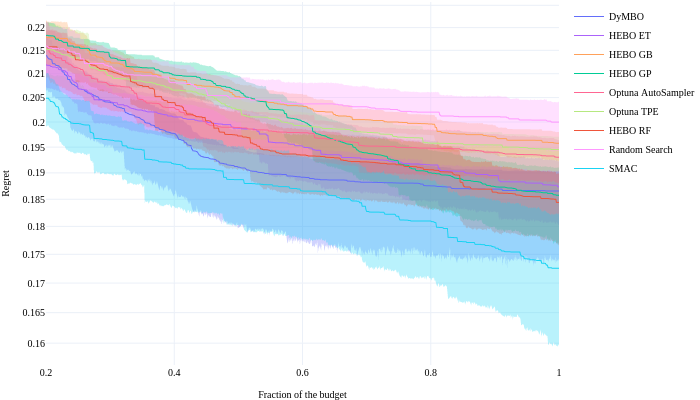 0.22
0.215
0.21
0.205
0.2
0.195
0.19
0.185
0.18
0.175
0.17
0.165
0.16
Regret
0.2
0.4
0.6
0.8
1
Fraction of the budget
DyMBO
HEBO ET
HEBO GB
HEBO GP
Optuna AutoSampler
Optuna TPE
HEBO RF
Random Search
SMAC